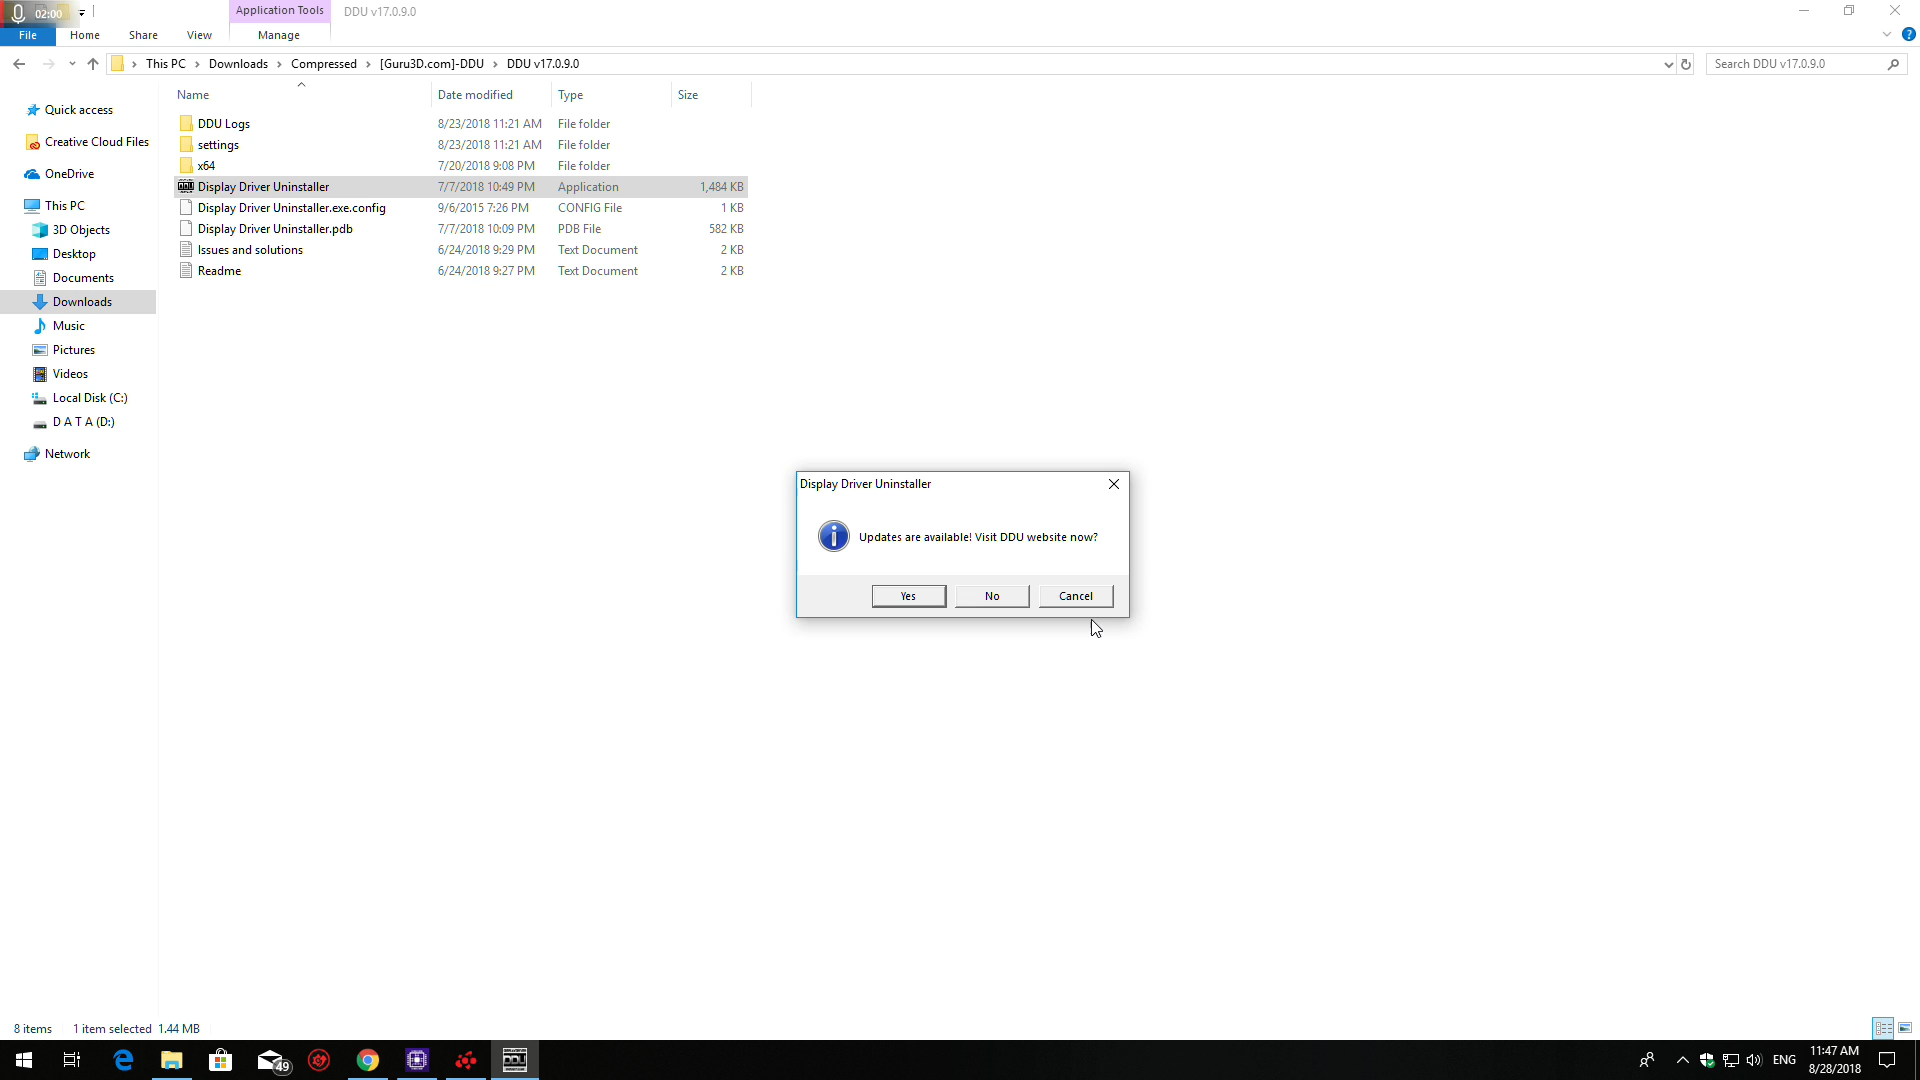 02:00
Application Tools
DDU v17.0.9.0
File
Home
Share
View
Manage
This PC
Downloads
Compressed
[Guru3D.com]-DDU
DDU v17.0.9.0
Search DDU v17.0.9.0
Name
Date modified
Type
Size
Quick access
Creative Cloud Files
OneDrive
This PC
3D Objects
Desktop
Documents
Downloads
Music
Pictures
Videos
Local Disk (C:)
D A T A (D:)
Network
DDU Logs 8/23/2018 11:21 AM File folder
settings 8/23/2018 11:21 AM File folder
x64 7/20/2018 9:08 PM File folder
Display Driver Uninstaller 7/7/2018 10:49 PM Application 1,484 KB
Display Driver Uninstaller.exe.config 9/6/2015 7:26 PM CONFIG File 1 KB
Display Driver Uninstaller.pdb 7/7/2018 10:09 PM PDB File 582 KB
Issues and solutions 6/24/2018 9:29 PM Text Document 2 KB
Readme 6/24/2018 9:27 PM Text Document 2 KB
Display Driver Uninstaller
Updates are available! Visit DDU website now?
Yes
No
Cancel
8 items
1 item selected 1.44 MB
49
DDU
ENG
11:47 AM
8/28/2018